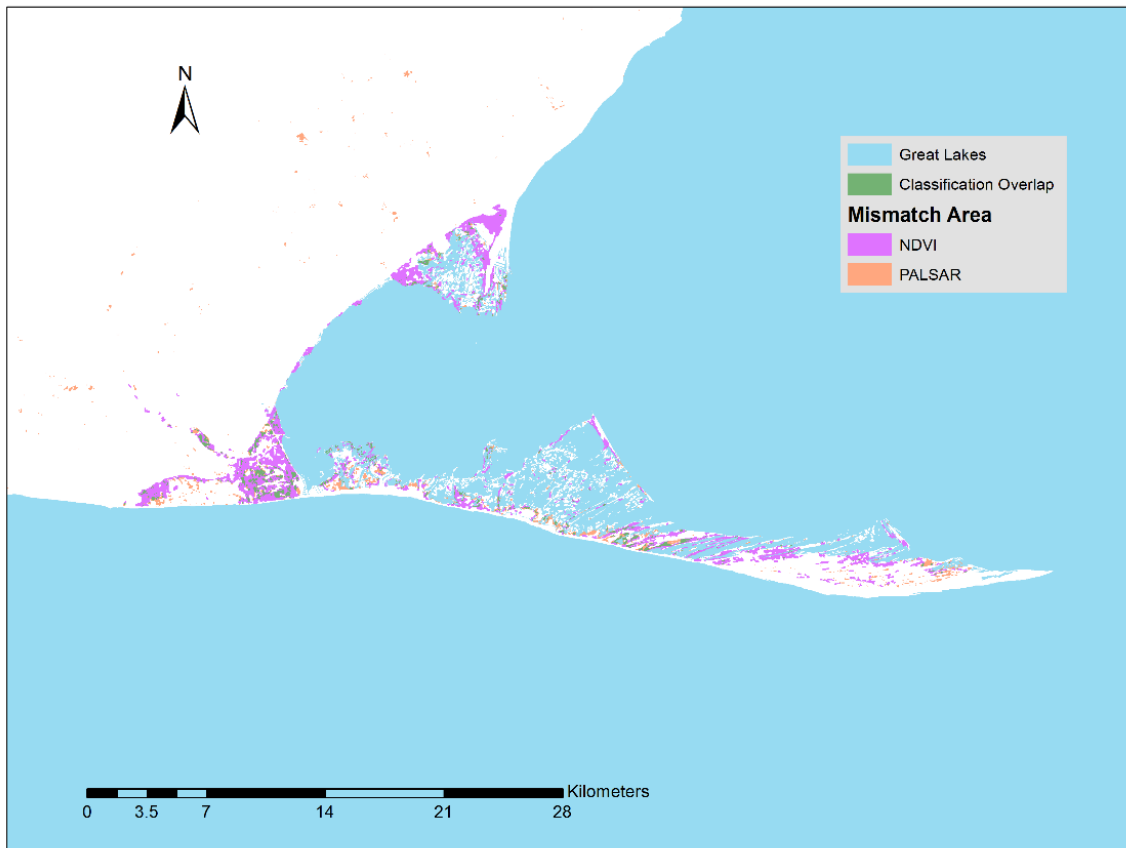 N
Great Lakes
Classification Overlap
Mismatch Area
NDVI
PALSAR
Kilometers
0 3.5 7 14 21 28